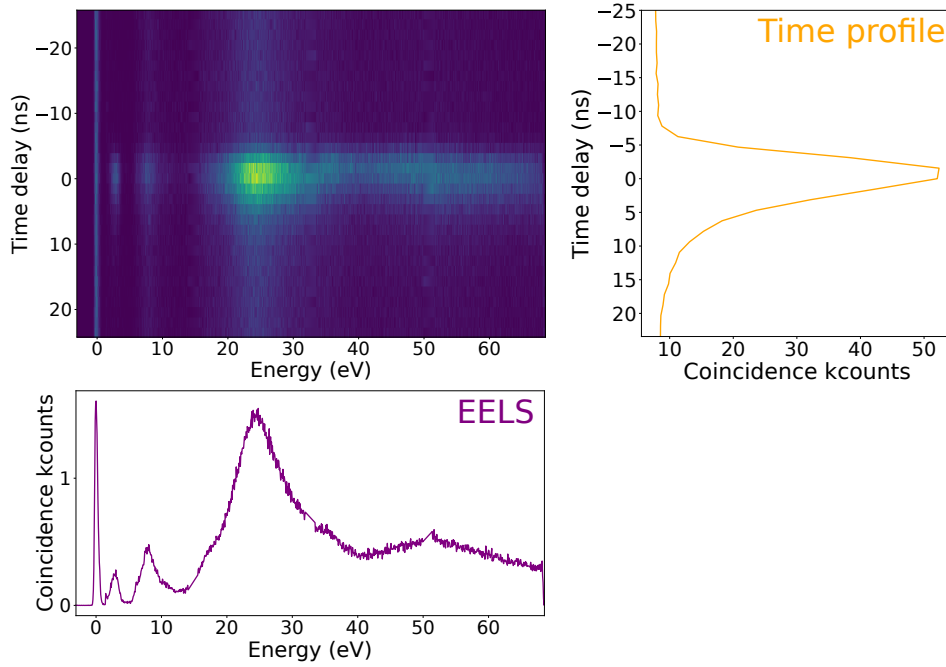 −20
−10
0
10
20
Time delay (ns)
0 10 20 30 40 50 60
Energy (eV)
Time profile
−25
−20
−15
−10
−5
0
5
10
15
20
Time delay (ns)
10 20 30 40 50
Coincidence kcounts
EELS
1
0
Coincidence kcounts
0 10 20 30 40 50 60
Energy (eV)